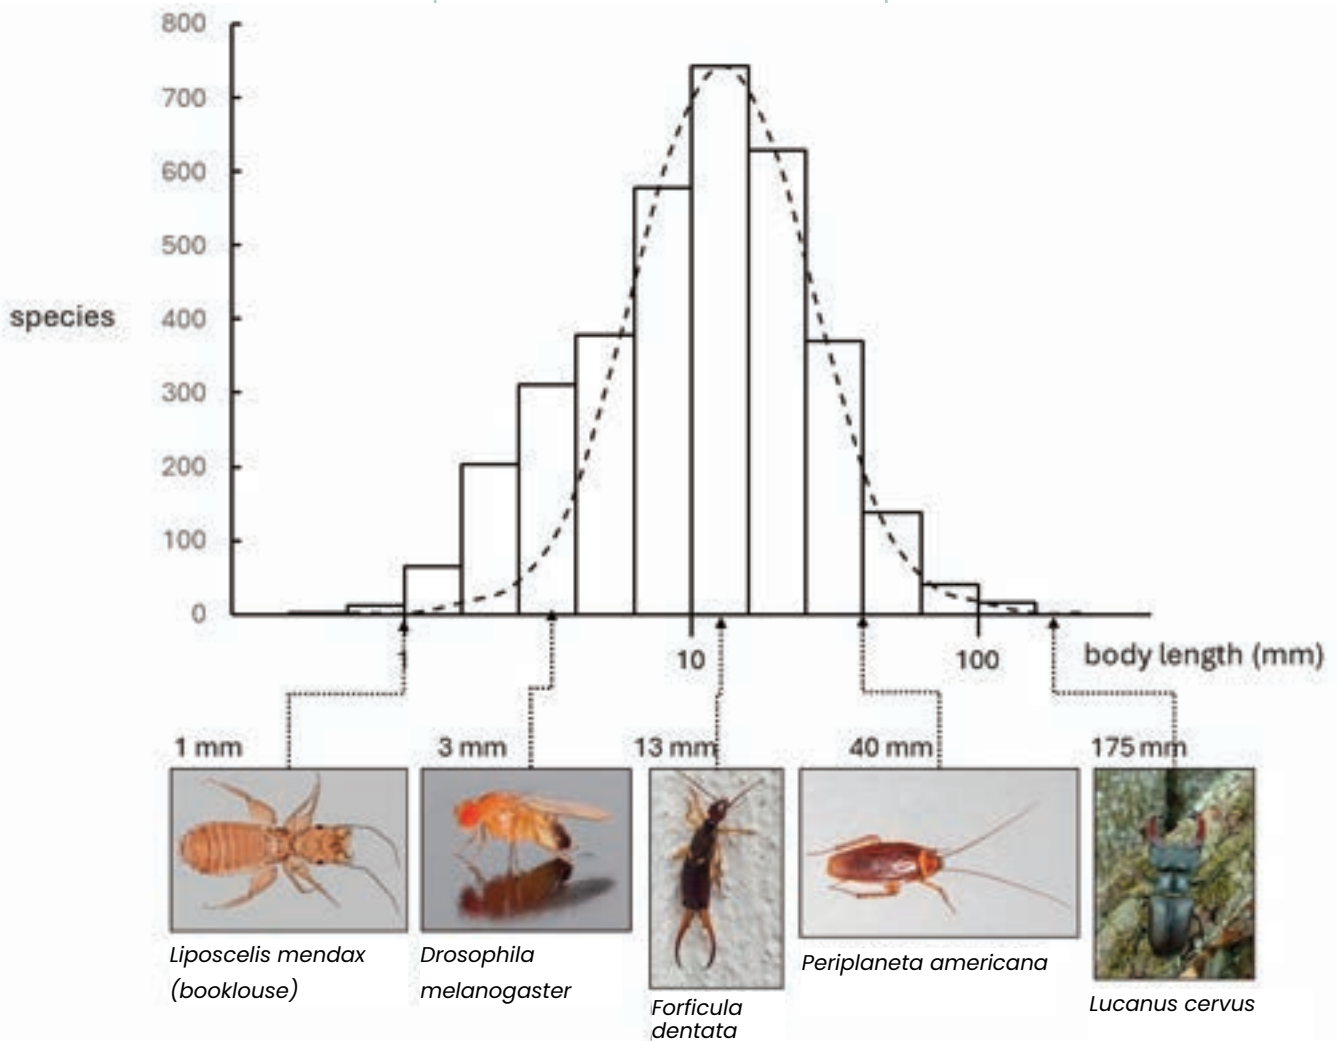 800
700
600
500
400
300
200
100
0
species
1
10
100
body length (mm)
1 mm
3 mm
13 mm
40 mm
175 mm
Liposcelis mendax
(booklouse)
Drosophila
melanogaster
Forficula
dentata
Periplaneta americana
Lucanus cervus